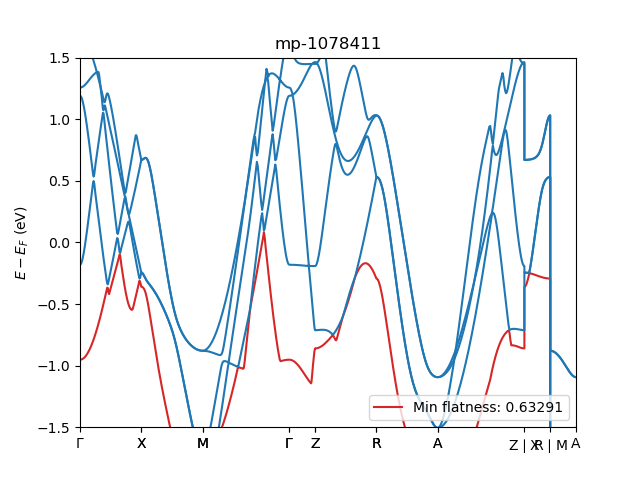 mp-1078411
1.5
1.0
0.5
0.0
−0.5
−1.0
−1.5
E − E_F (eV)
Min flatness: 0.63291
Γ X M Γ Z R A Z | X R | M A